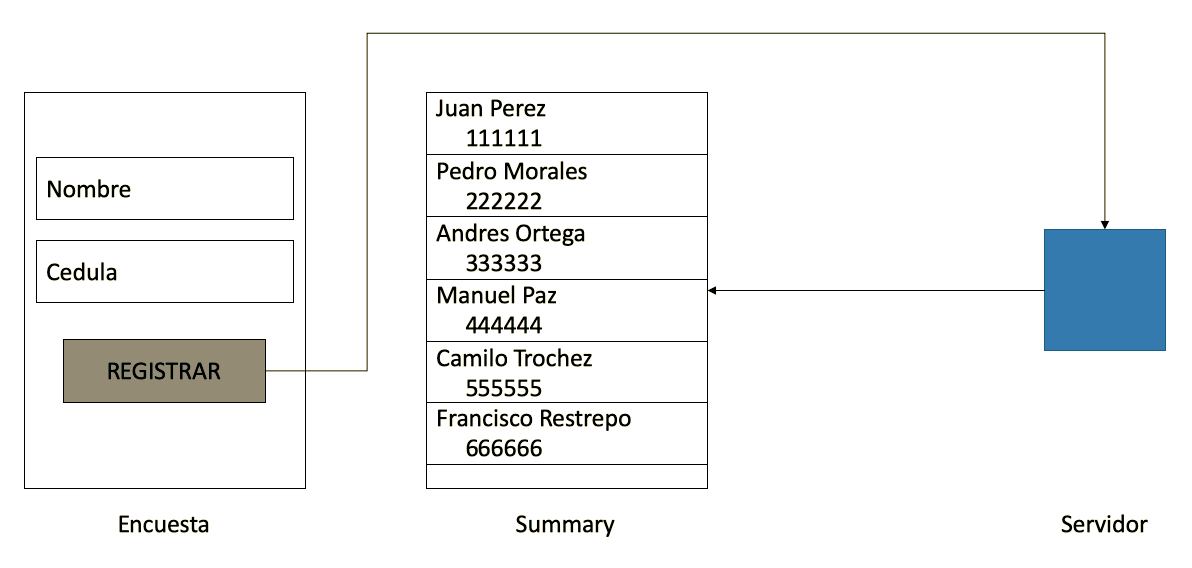 Nombre
Cedula
REGISTRAR
Encuesta
Juan Perez
111111
Pedro Morales
222222
Andres Ortega
333333
Manuel Paz
444444
Camilo Trochez
555555
Francisco Restrepo
666666
Summary
Servidor